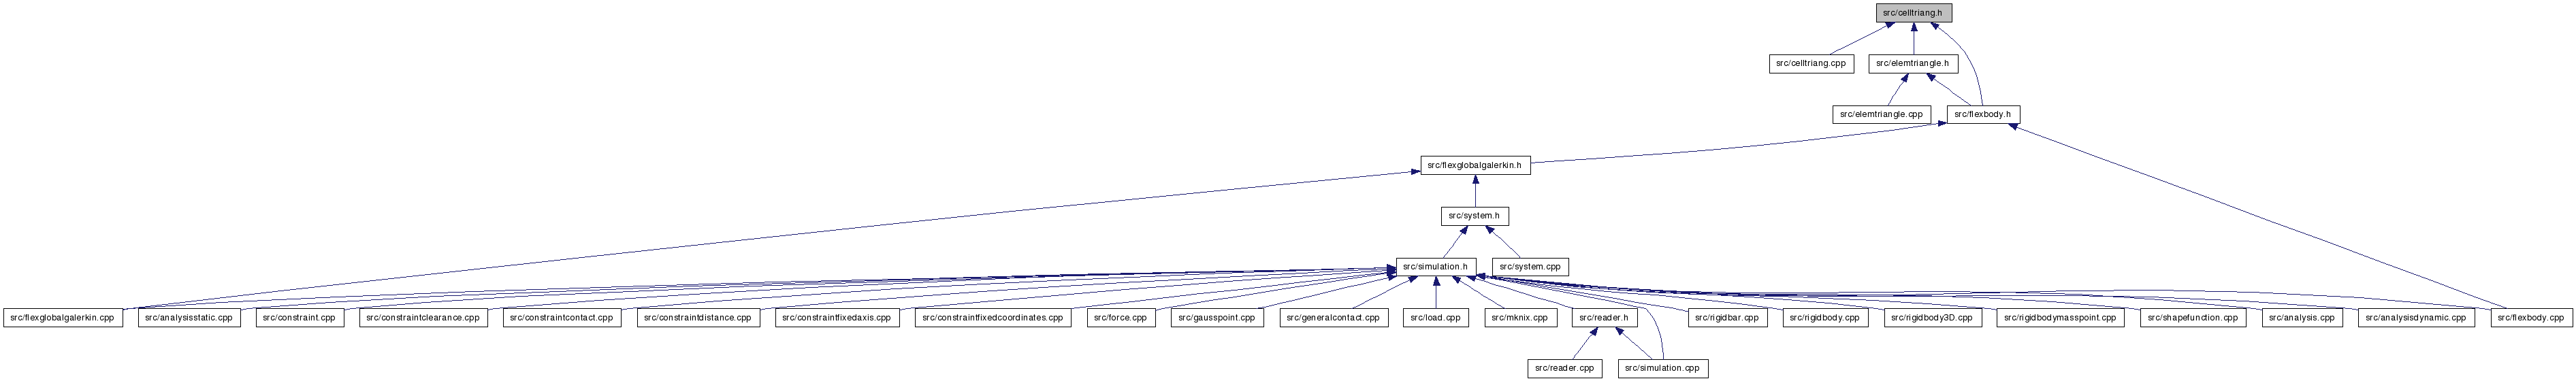 src/celltriang.h
src/celltriang.cpp
src/elemtriangle.h
src/elemtriangle.cpp
src/flexbody.h
src/flexglobalgalerkin.h
src/system.h
src/simulation.h
src/system.cpp
src/flexglobalgalerkin.cpp
src/analysisstatic.cpp
src/constraint.cpp
src/constraintclearance.cpp
src/constraintcontact.cpp
src/constraintdistance.cpp
src/constraintfixedaxis.cpp
src/constraintfixedcoordinates.cpp
src/force.cpp
src/gausspoint.cpp
src/generalcontact.cpp
src/load.cpp
src/mknix.cpp
src/reader.h
src/rigidbar.cpp
src/rigidbody.cpp
src/rigidbody3D.cpp
src/rigidbodymasspoint.cpp
src/shapefunction.cpp
src/analysis.cpp
src/analysisdynamic.cpp
src/flexbody.cpp
src/reader.cpp
src/simulation.cpp